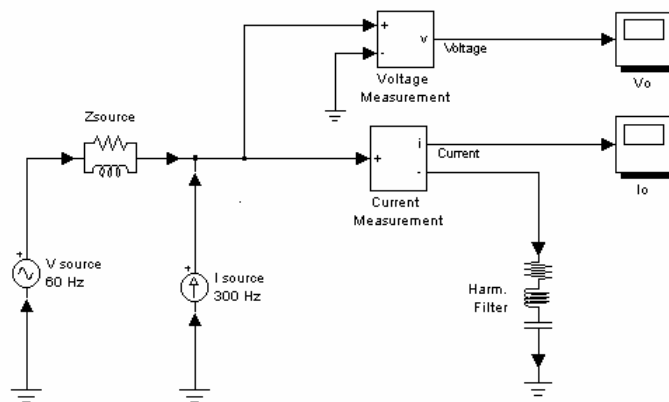 +
-
v
Voltage
Measurement
Voltage
Vo
Zsource
+
i
-
Current
Measurement
Current
Io
+
V source
60 Hz
+
I source
300 Hz
Harm.
Filter